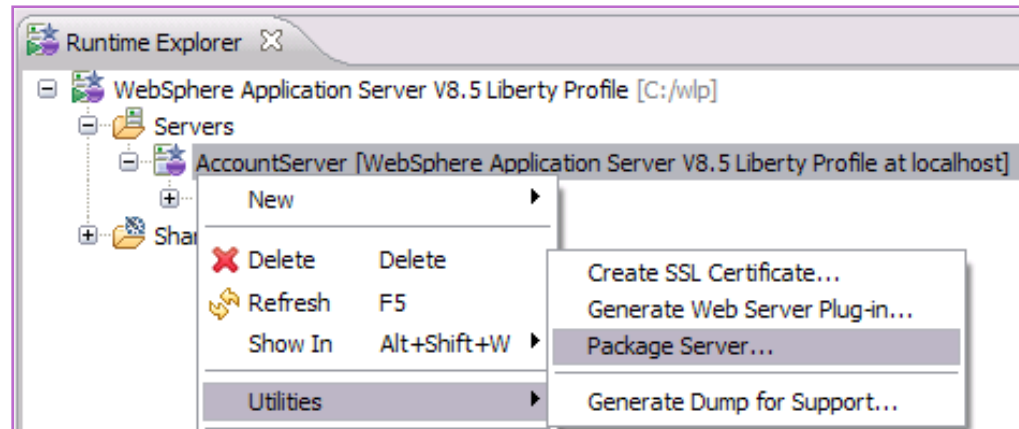 Runtime Explorer
WebSphere Application Server V8.5 Liberty Profile [C:/wlp]
Servers
AccountServer [WebSphere Application Server V8.5 Liberty Profile at localhost]
New
Shar
Delete Delete
Refresh F5
Show In Alt+Shift+W
Utilities
Create SSL Certificate...
Generate Web Server Plug-in...
Package Server...
Generate Dump for Support...